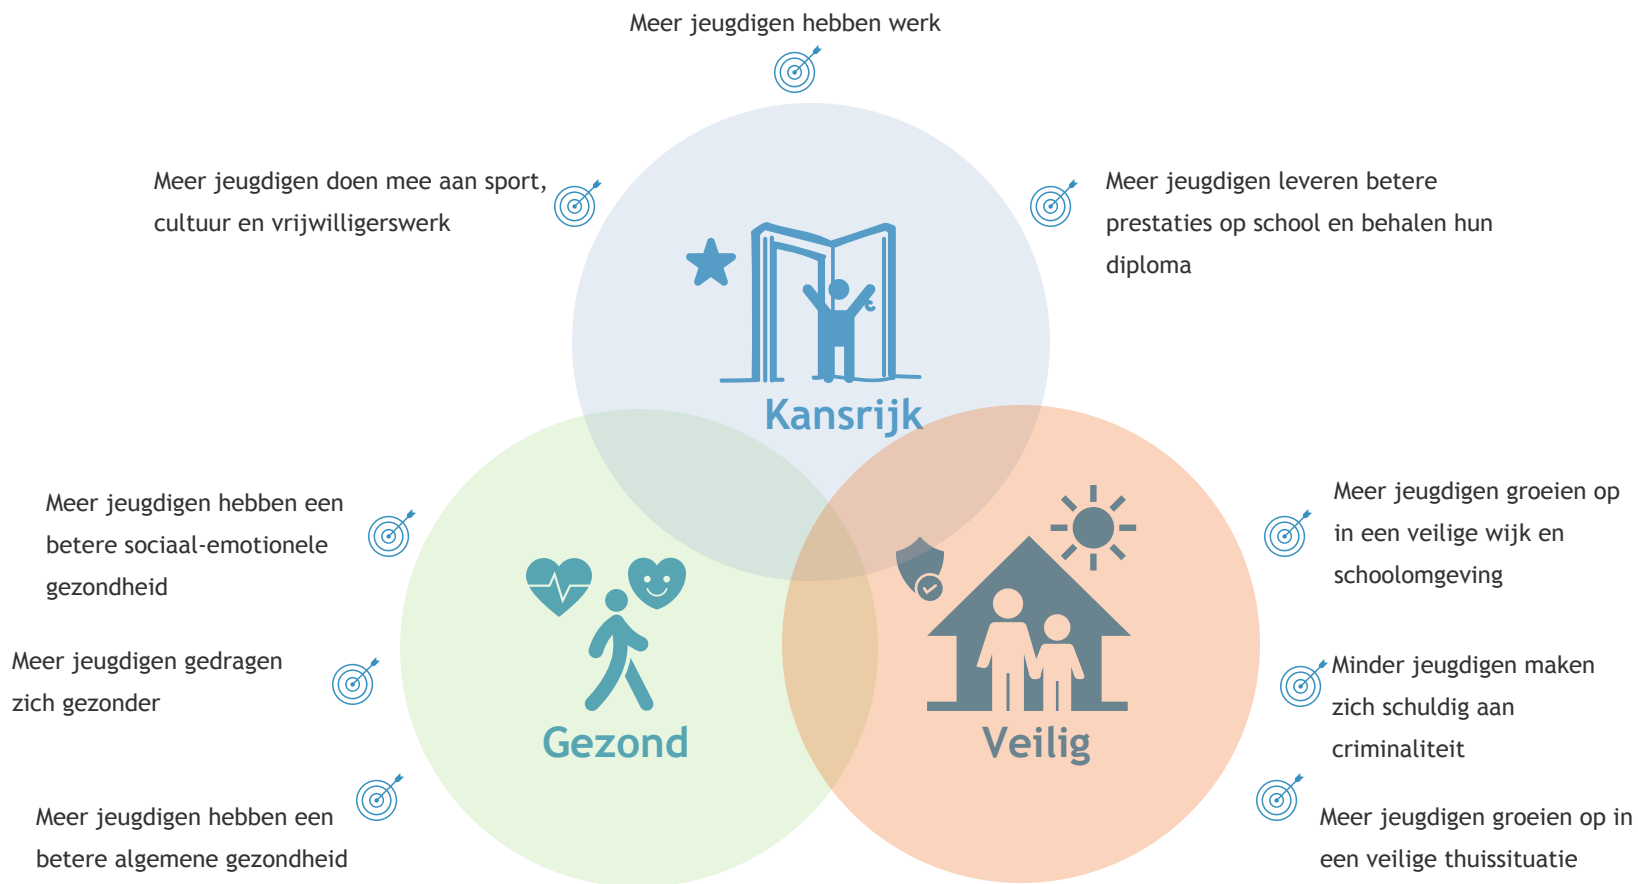 Meer jeugdigen hebben werk
Meer jeugdigen doen mee aan sport,
cultuur en vrijwilligerswerk
Meer jeugdigen leveren betere
prestaties op school en behalen hun
diploma
Kansrijk
Meer jeugdigen hebben een
betere sociaal-emotionele
gezondheid
Meer jeugdigen gedragen
zich gezonder
Meer jeugdigen hebben een
betere algemene gezondheid
Gezond
Veilig
Meer jeugdigen groeien op
in een veilige wijk en
schoolomgeving
Minder jeugdigen maken
zich schuldig aan
criminaliteit
Meer jeugdigen groeien op in
een veilige thuissituatie